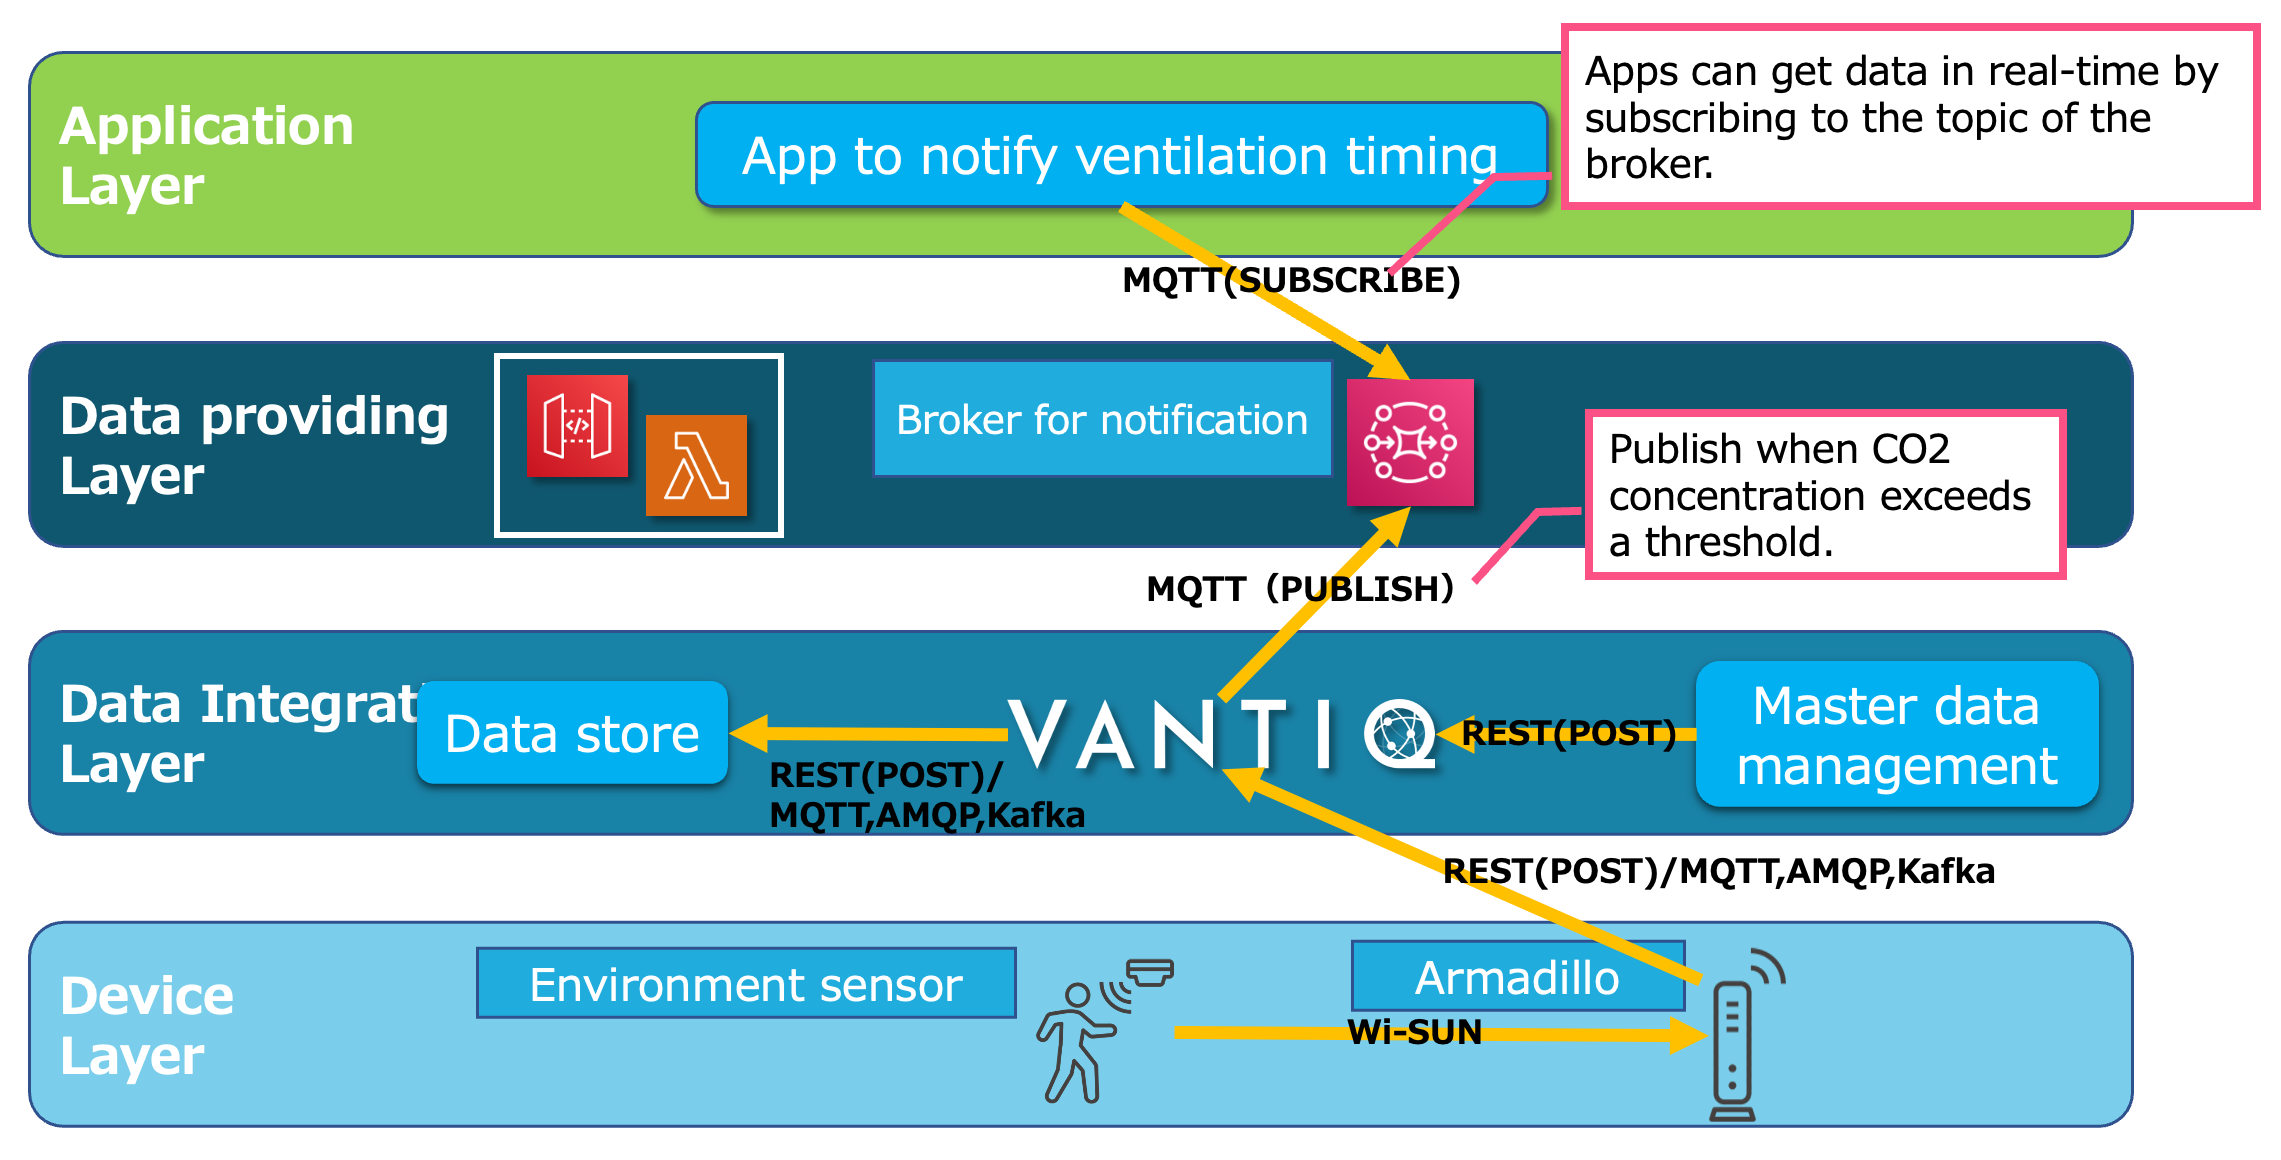 Apps can get data in real-time by
subscribing to the topic of the
broker.
Application
Layer
App to notify ventilation timing
MQTT(SUBSCRIBE)
Data providing
Layer
Broker for notification
Publish when CO2
concentration exceeds
a threshold.
MQTT (PUBLISH)
Data Integrat
Layer
Data store
VANTIQ
REST(POST)
Master data
management
REST(POST)/
MQTT,AMQP,Kafka
REST(POST)/MQTT,AMQP,Kafka
Device
Layer
Environment sensor
Armadillo
Wi-SUN